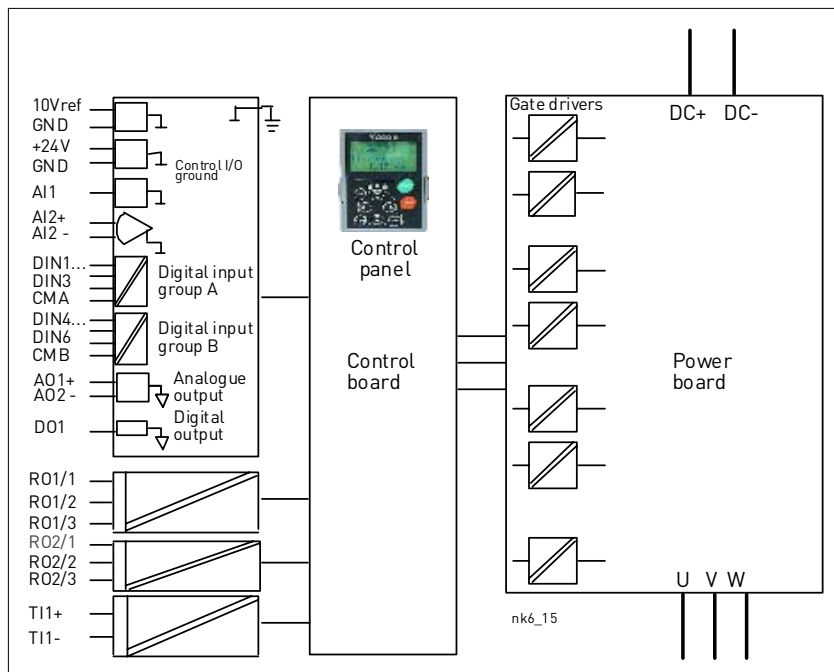 10Vref
GND
+24V
GND
Control I/O
ground
AI1
AI2+
AI2 -
DIN1...
DIN3
CMA
Digital input
group A
DIN4...
DIN6
CMB
Digital input
group B
AO1+
AO2 -
Analogue
output
DO1
Digital
output
RO1/1
RO1/2
RO1/3
RO2/1
RO2/2
RO2/3
TI1+
TI1-
Control
panel
Control
board
Gate drivers
DC+ DC-
Power
board
U V W
nk6_15